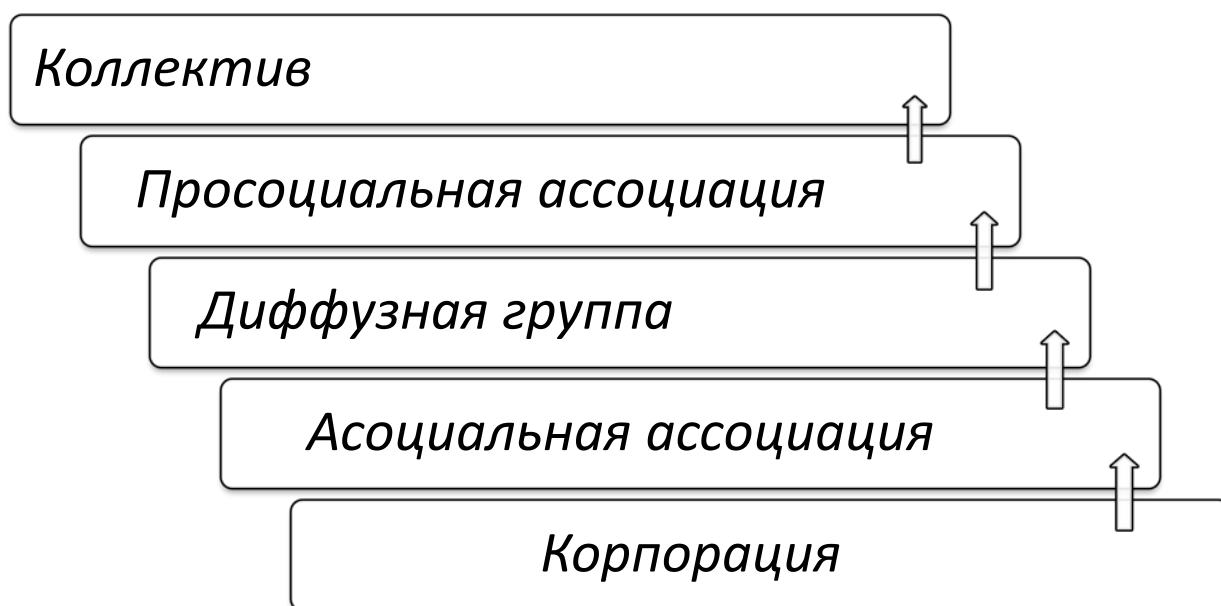 Коллектив
Просоциальная ассоциация
Диффузная группа
Асоциальная ассоциация
Корпорация